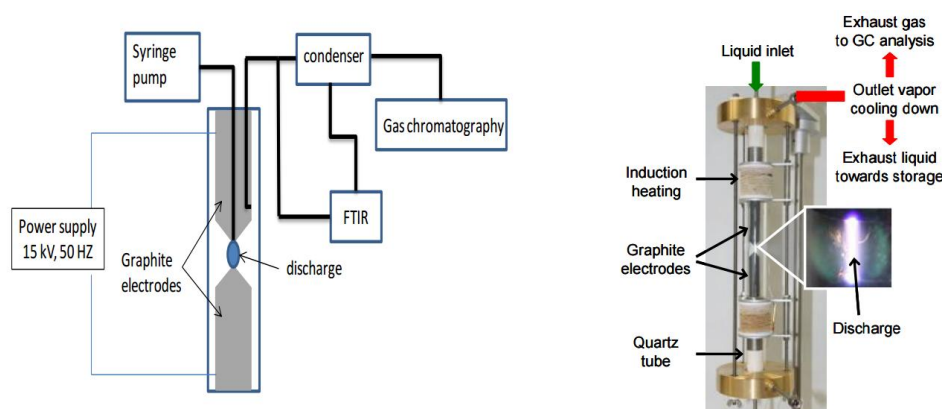 Syringe
pump
condenser
Gas chromatography
FTIR
Power supply
15 kV, 50 HZ
Graphite
electrodes
discharge
Liquid inlet
Exhaust gas
to GC analysis
Outlet vapor
cooling down
Exhaust liquid
towards storage
Induction
heating
Graphite
electrodes
Discharge
Quartz
tube